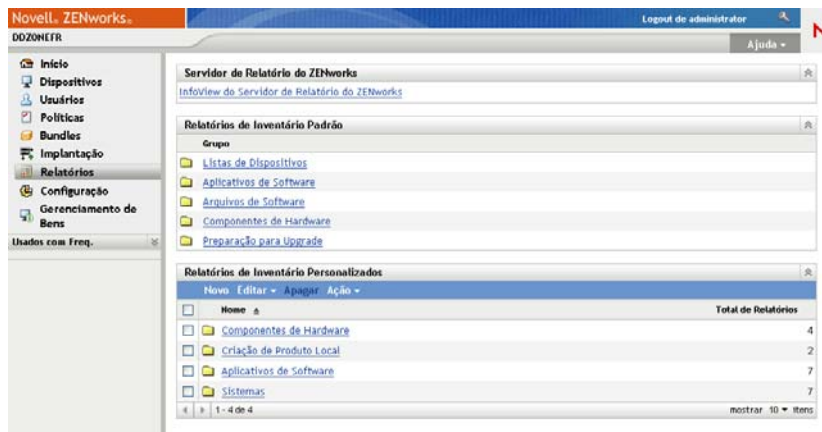 Novell. ZENworks.
Logout de administrator
DDZONEFR
Ajuda
Início
Dispositivos
Usuários
Políticas
Bundles
Implantação
Relatórios
Configuração
Gerenciamento de Bens
Usados com Freq.
Servidor de Relatório do ZENworks
InfoView do Servidor de Relatório do ZENworks
Relatórios de Inventário Padrão
Grupo
Listas de Dispositivos
Aplicativos de Software
Arquivos de Software
Componentes de Hardware
Preparação para Upgrade
Relatórios de Inventário Personalizados
Novo Editar Apagar Ação
Nome Total de Relatórios
Componentes de Hardware 4
Criação de Produto Local 2
Aplicativos de Software 7
Sistemas 7
1 - 4 de 4 mostrar 10 itens